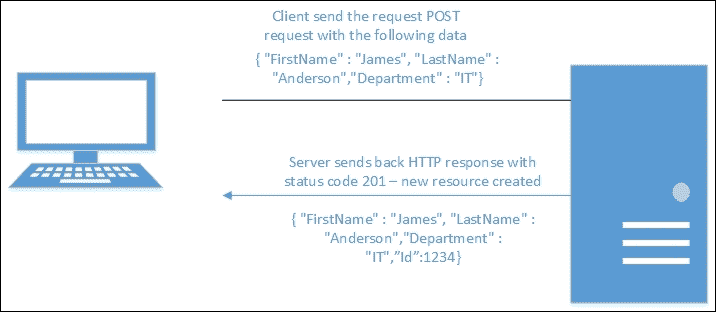 Client send the request POST
request with the following data
{ "FirstName" : "James", "LastName" :
"Anderson","Department" : "IT"}
Server sends back HTTP response with
status code 201 – new resource created
{ "FirstName" : "James", "LastName" :
"Anderson","Department" :
"IT",”Id”:1234}